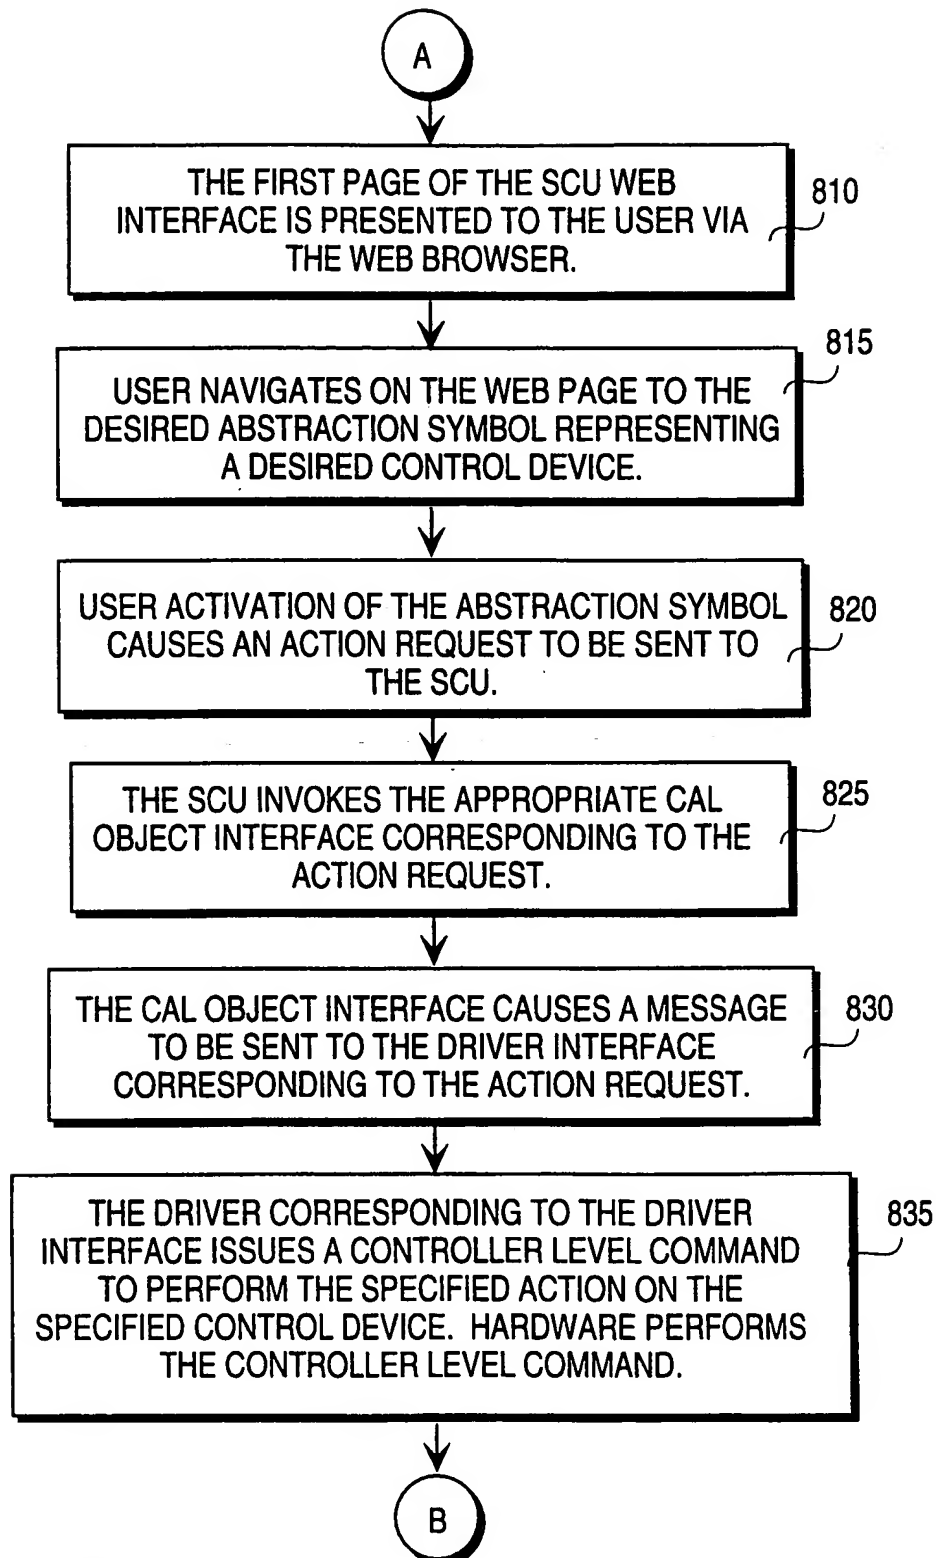 A
THE FIRST PAGE OF THE SCU WEB
INTERFACE IS PRESENTED TO THE USER VIA
THE WEB BROWSER.
810
USER NAVIGATES ON THE WEB PAGE TO THE
DESIRED ABSTRACTION SYMBOL REPRESENTING
A DESIRED CONTROL DEVICE.
815
USER ACTIVATION OF THE ABSTRACTION SYMBOL
CAUSES AN ACTION REQUEST TO BE SENT TO
THE SCU.
820
THE SCU INVOKES THE APPROPRIATE CAL
OBJECT INTERFACE CORRESPONDING TO THE
ACTION REQUEST.
825
THE CAL OBJECT INTERFACE CAUSES A MESSAGE
TO BE SENT TO THE DRIVER INTERFACE
CORRESPONDING TO THE ACTION REQUEST.
830
THE DRIVER CORRESPONDING TO THE DRIVER
INTERFACE ISSUES A CONTROLLER LEVEL COMMAND
TO PERFORM THE SPECIFIED ACTION ON THE
SPECIFIED CONTROL DEVICE. HARDWARE PERFORMS
THE CONTROLLER LEVEL COMMAND.
835
B